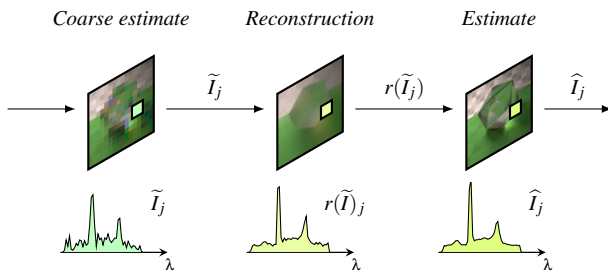 Coarse estimate Reconstruction Estimate
Ĩ_j r(Ĩ_j) Î_j
Ĩ_j r(Ĩ)_j Î_j
λ λ λ